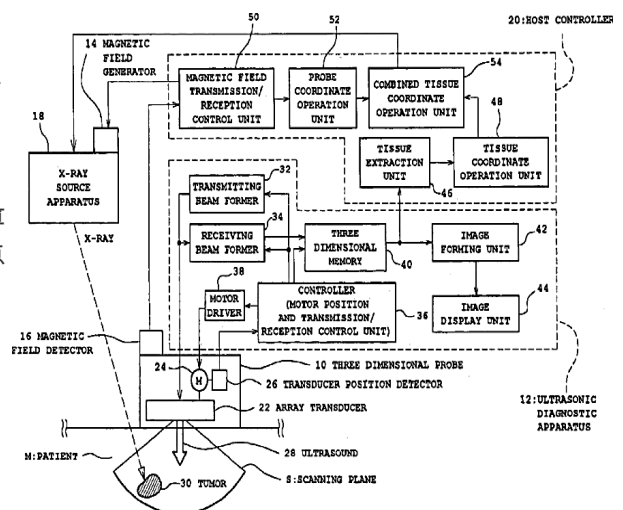 50
52
20:HOST CONTROLLER
14 MAGNETIC
FIELD
GENERATOR
54
MAGNETIC FIELD
TRANSMISSION/
RECEPTION
CONTROL UNIT
PROBE
COORDINATE
OPERATION UNIT
COMBINED TISSUE
COORDINATE
OPERATION UNIT
18
48
X-RAY
SOURCE
APPARATUS
TISSUE
EXTRACTION
UNIT
TISSUE
COORDINATE
OPERATION UNIT
32
46
TRANSMITTING
BEAM FORMER
34
X-RAY
RECEIVING
BEAM FORMER
THREE
DIMENSIONAL
MEMORY
IMAGE
FORMING UNIT
42
40
38
MOTOR
DRIVER
CONTROLLER
(MOTOR POSITION
AND TRANSMISSION/
RECEPTION CONTROL UNIT)
44
IMAGE
DISPLAY UNIT
36
16 MAGNETIC
FIELD DETECTOR
10 THREE DIMENSIONAL PROBE
24
M
26 TRANSDUCER POSITION DETECTOR
22 ARRAY TRANSDUCER
12:ULTRASONIC
DIAGNOSTIC
APPARATUS
M:PATIENT
28 ULTRASOUND
30 TUMOR
S:SCANNING PLANE